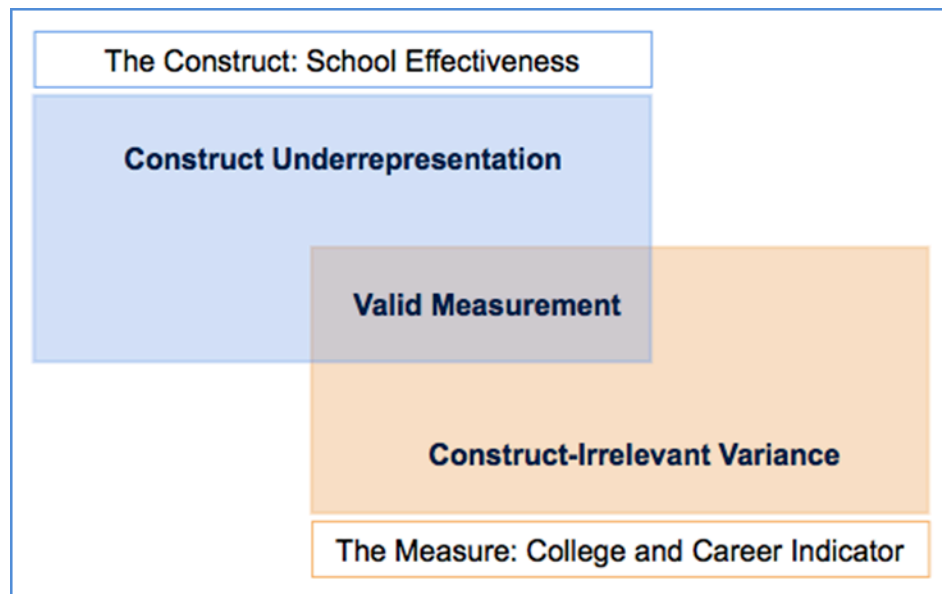 The Construct: School Effectiveness
Construct Underrepresentation
Valid Measurement
Construct-Irrelevant Variance
The Measure: College and Career Indicator